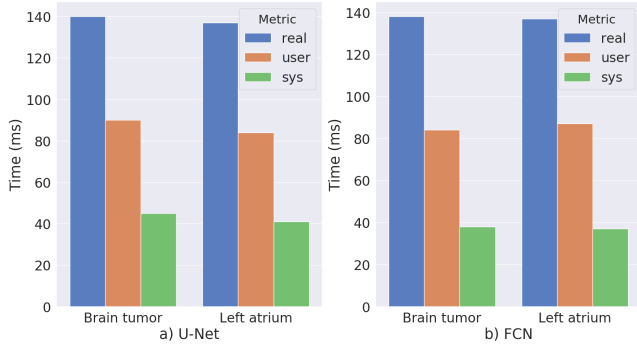 140
120
100
80
60
40
20
0
Time (ms)
Metric
real
user
sys
Brain tumor
Left atrium
a) U-Net
140
120
100
80
60
40
20
0
Time (ms)
Metric
real
user
sys
Brain tumor
Left atrium
b) FCN